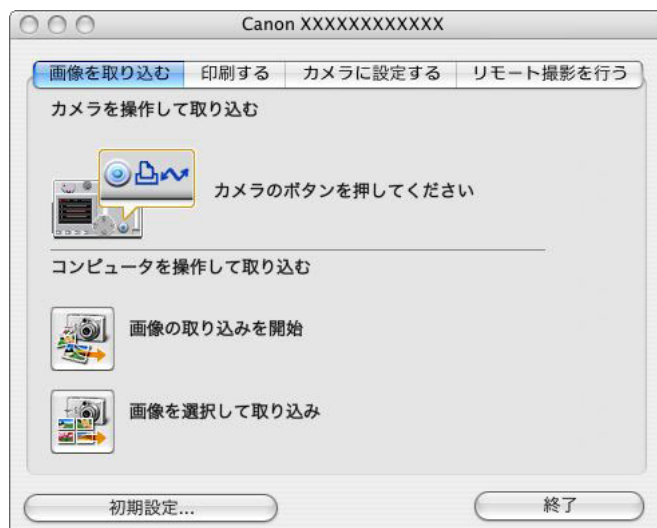 Canon XXXXXXXXXXXX
画像を取り込む 印刷する カメラに設定する リモート撮影を行う
カメラを操作して取り込む
カメラのボタンを押してください
コンピュータを操作して取り込む
画像の取り込みを開始
画像を選択して取り込み
初期設定... 終了